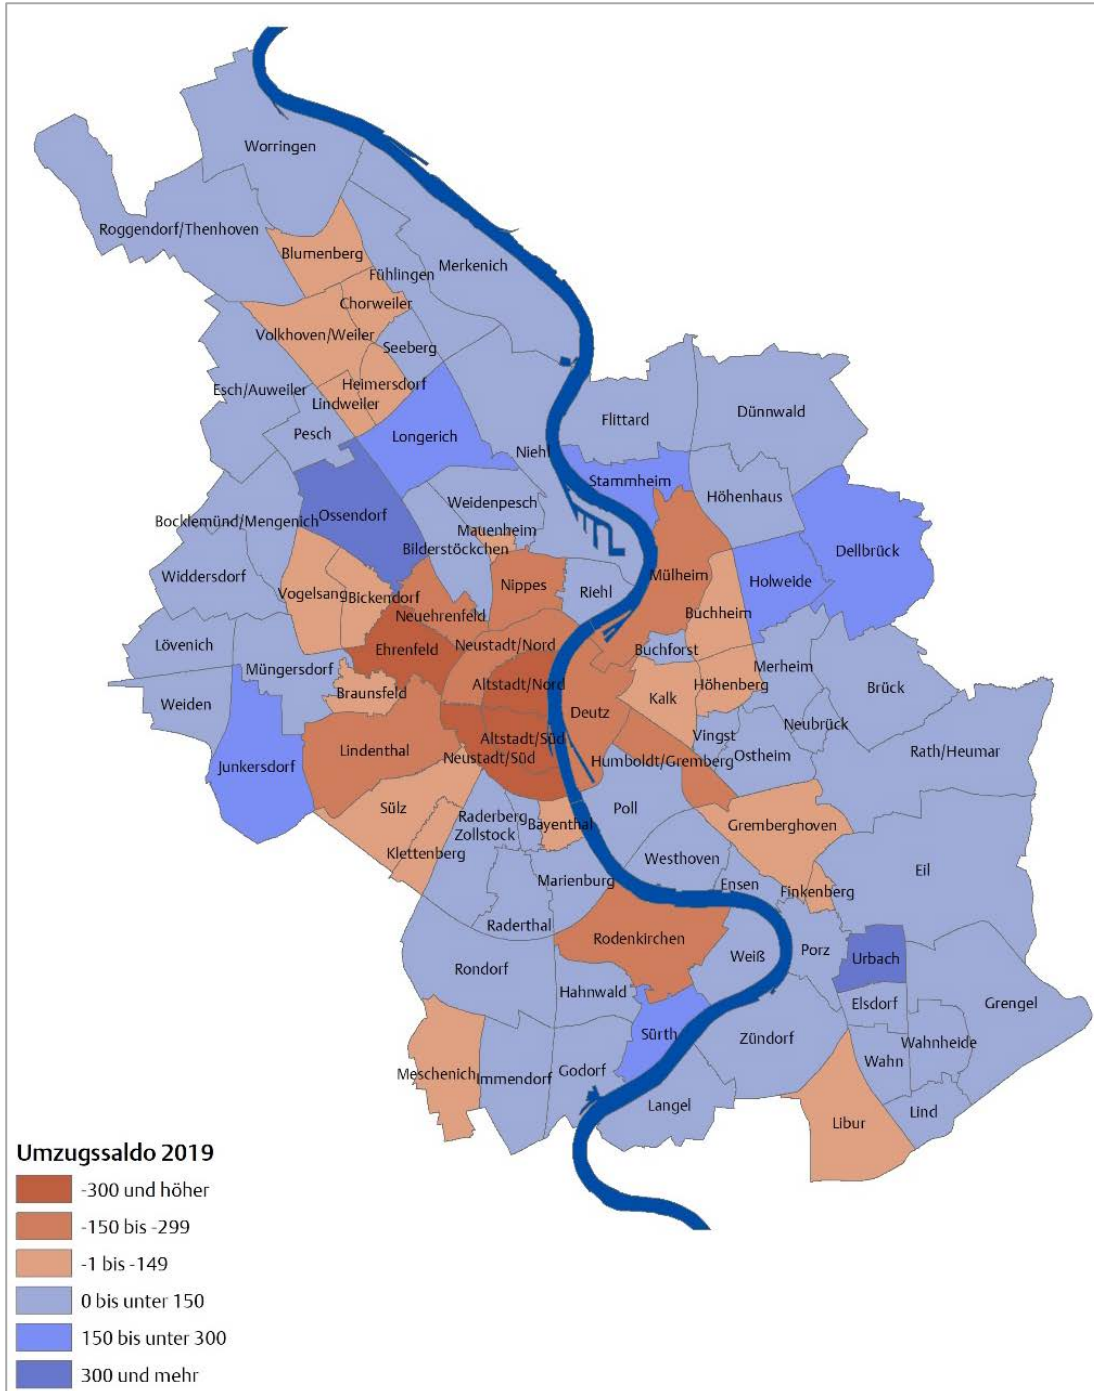 Worringen
Roggendorf/Thenhoven
Blumenberg
Merkenich
Fühlingen
Chorweiler
Volkhoven/Weiler
Seeberg
Esch/Auweiler
Heimersdorf
Lindweiler
Flittard
Dünnwald
Pesch
Longerich
Niehl
Stammheim
Höhenhaus
Weidenpesch
Ossendorf
Bocklemünd/Mengenich
Mauenheim
Bilderstöckchen
Dellbrück
Widdersdorf
Mülheim
Holweide
Nippes
Riehl
Vogelsang
Bickendorf
Buchheim
Neuehrenfeld
Lövenich
Neustadt/Nord
Ehrenfeld
Buchforst
Müngersdorf
Merheim
Altstadt/Nord
Höhenberg
Brück
Braunsfeld
Kalk
Weiden
Deutz
Neubrück
Vingst
Altstadt/Süd
Lindenthal
Rath/Heumar
Neustadt/Süd
Humboldt/Gremberg
Ostheim
Junkersdorf
Sülz
Poll
Raderberg
Zollstock
Bayenthal
Gremberghoven
Klettenberg
Westhoven
Eil
Marienburg
Ensen
Finkenberg
Raderthal
Rodenkirchen
Porz
Weiß
Urbach
Rondorf
Hahnwald
Elsdorf
Grengel
Sürth
Zündorf
Wahnheide
Wahn
Godorf
Meschenich
Immendorf
Langel
Lind
Libur
Umzugssaldo 2019
-300 und höher
-150 bis -299
-1 bis -149
0 bis unter 150
150 bis unter 300
300 und mehr